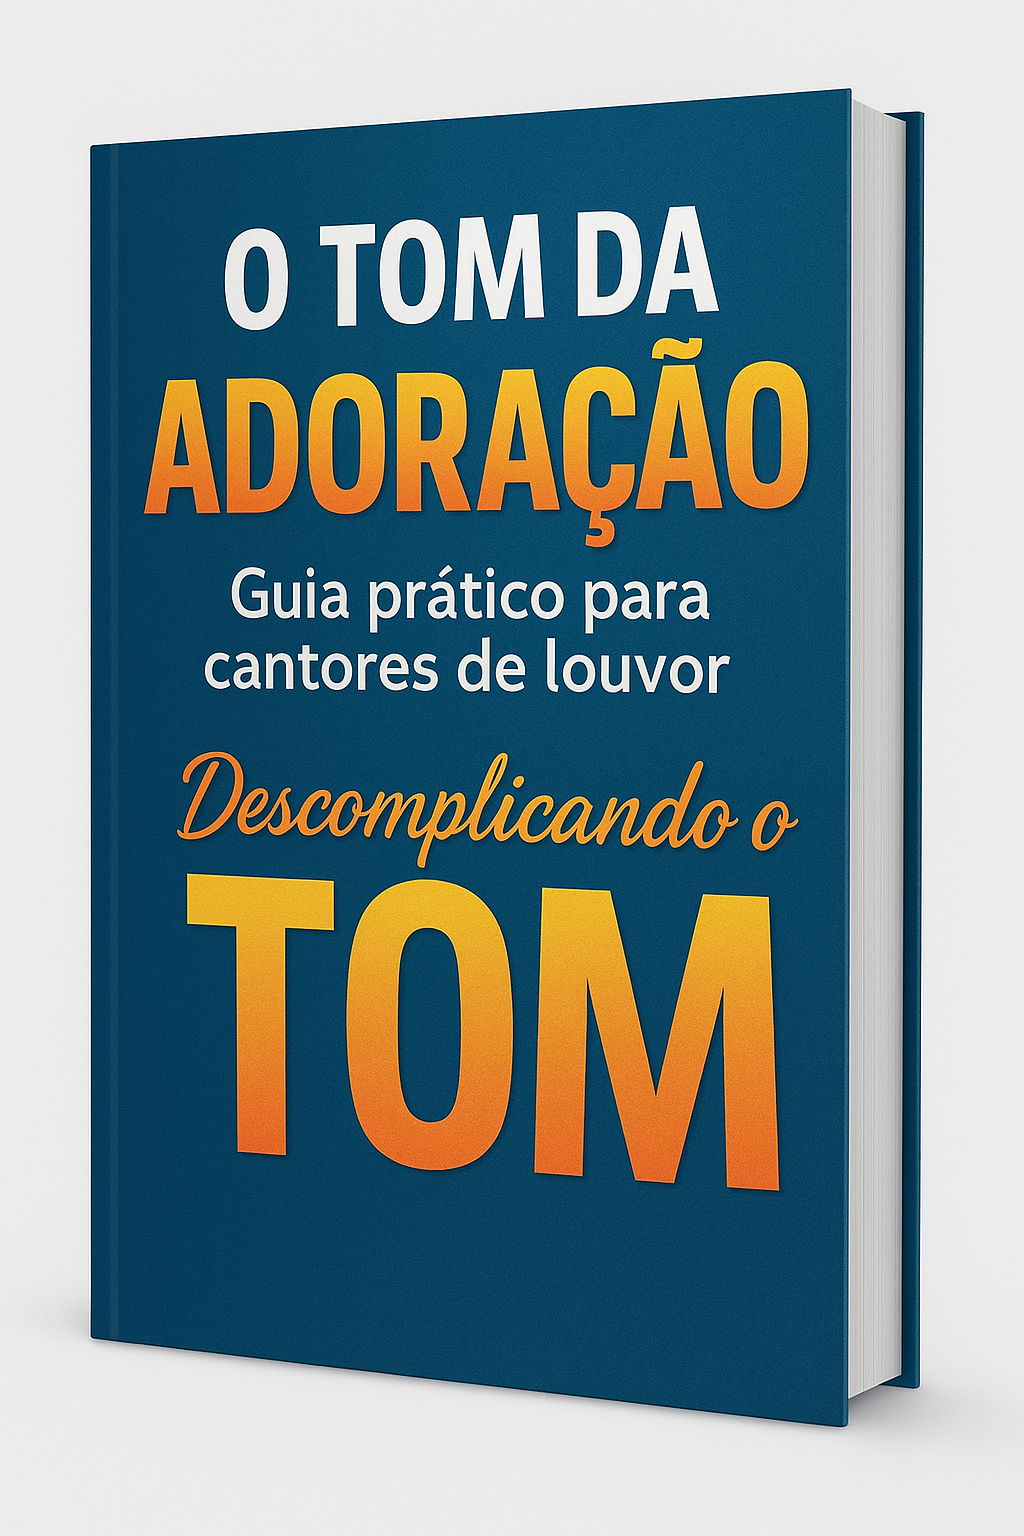 O TOM DA
ADORAÇÃO
Guia prático para
cantores de louvor
Descomplicando o
TOM